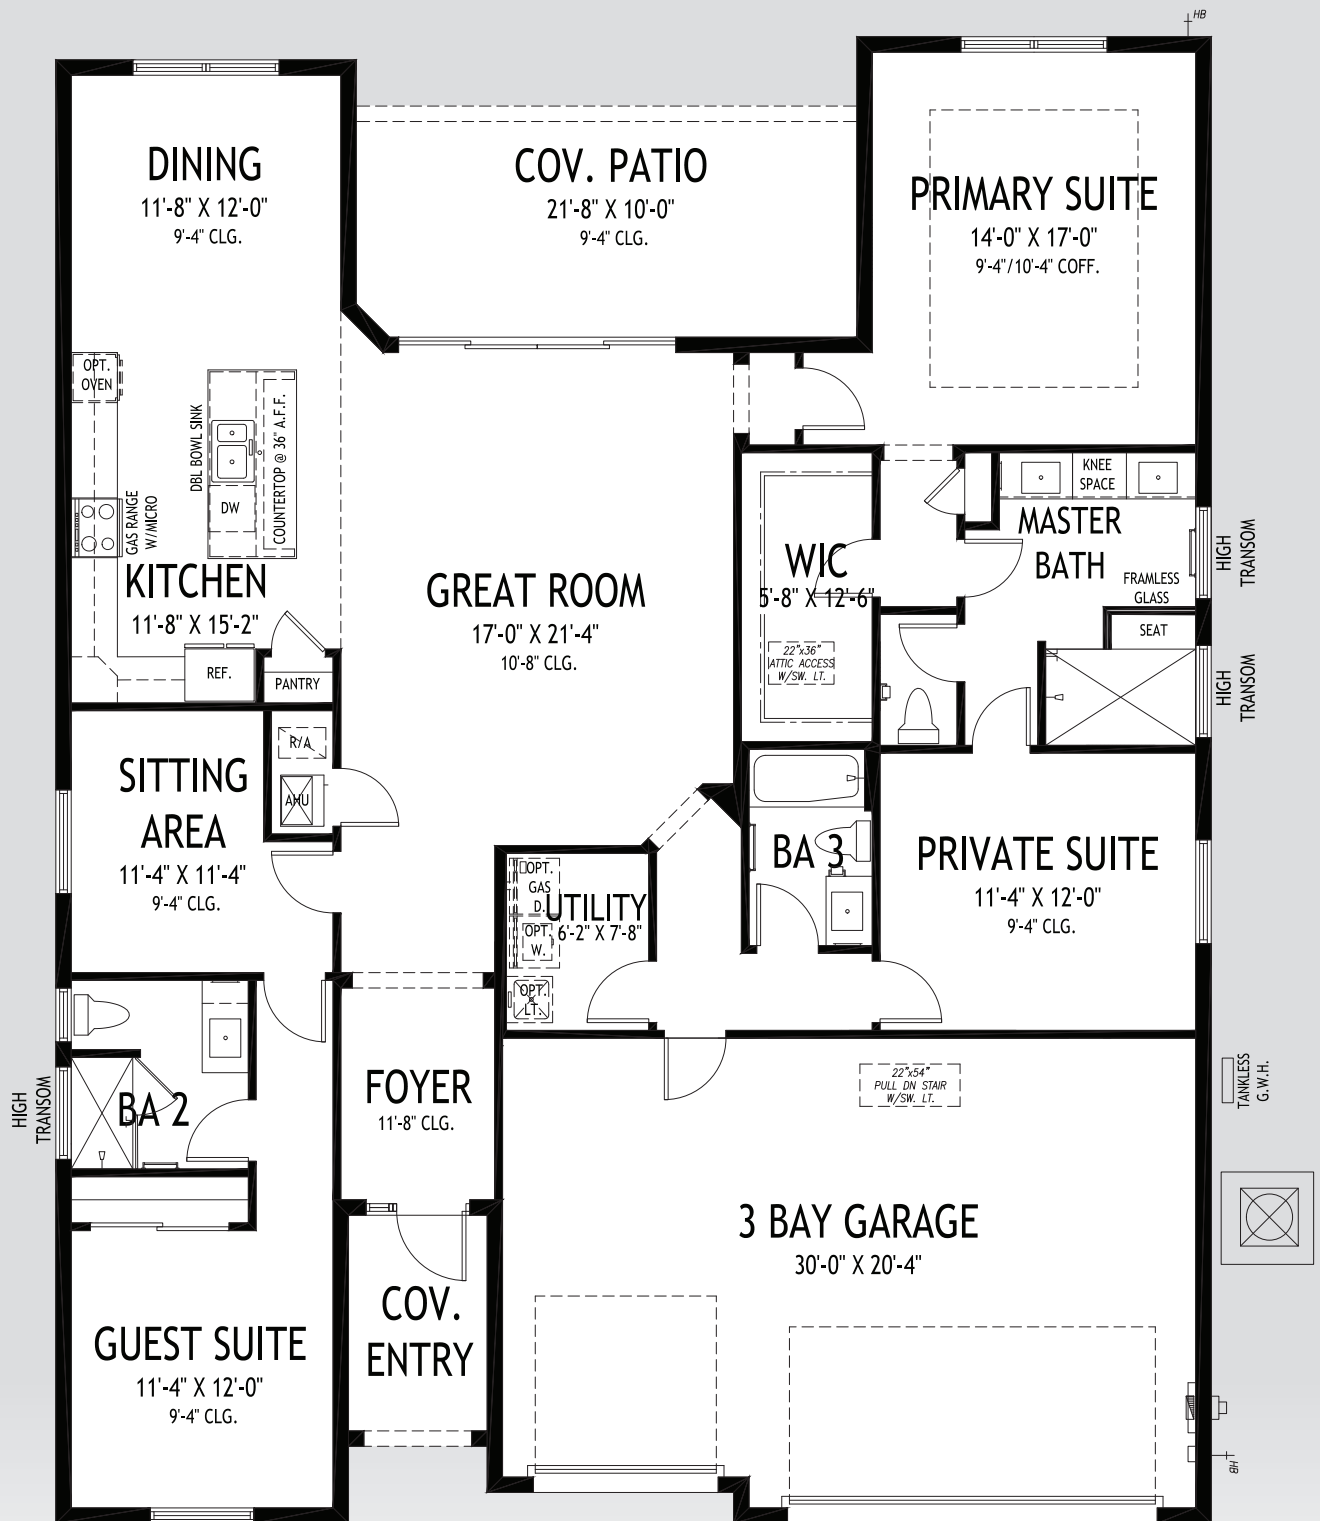 HB
DINING
11'-8" X 12'-0"
9'-4" CLG.
COV. PATIO
21'-8" X 10'-0"
9'-4" CLG.
PRIMARY SUITE
14'-0" X 17'-0"
9'-4"/10'-4" COFF.
OPT.
OVEN
DBL BOWL SINK
COUNTERTOP @ 36" A.F.F.
DW
GAS RANGE
W/MICRO
KITCHEN
11'-8" X 15'-2"
REF.
PANTRY
GREAT ROOM
17'-0" X 21'-4"
10'-8" CLG.
WIC
5'-8" X 12'-6"
22"x36"
ATTIC ACCESS
W/SW. LT.
KNEE
SPACE
MASTER
BATH
FRAMLESS
GLASS
SEAT
HIGH
TRANSOM
HIGH
TRANSOM
R/A
AHU
SITTING
AREA
11'-4" X 11'-4"
9'-4" CLG.
OPT.
GAS
D.
OPT.
W.
UTILITY
6'-2" X 7'-8"
OPT.
LT.
BA 3
PRIVATE SUITE
11'-4" X 12'-0"
9'-4" CLG.
HIGH
TRANSOM
BA 2
FOYER
11'-8" CLG.
22"x54"
PULL DN STAIR
W/SW. LT.
TANKLESS
G.W.H.
3 BAY GARAGE
30'-0" X 20'-4"
COV.
ENTRY
GUEST SUITE
11'-4" X 12'-0"
9'-4" CLG.
HB